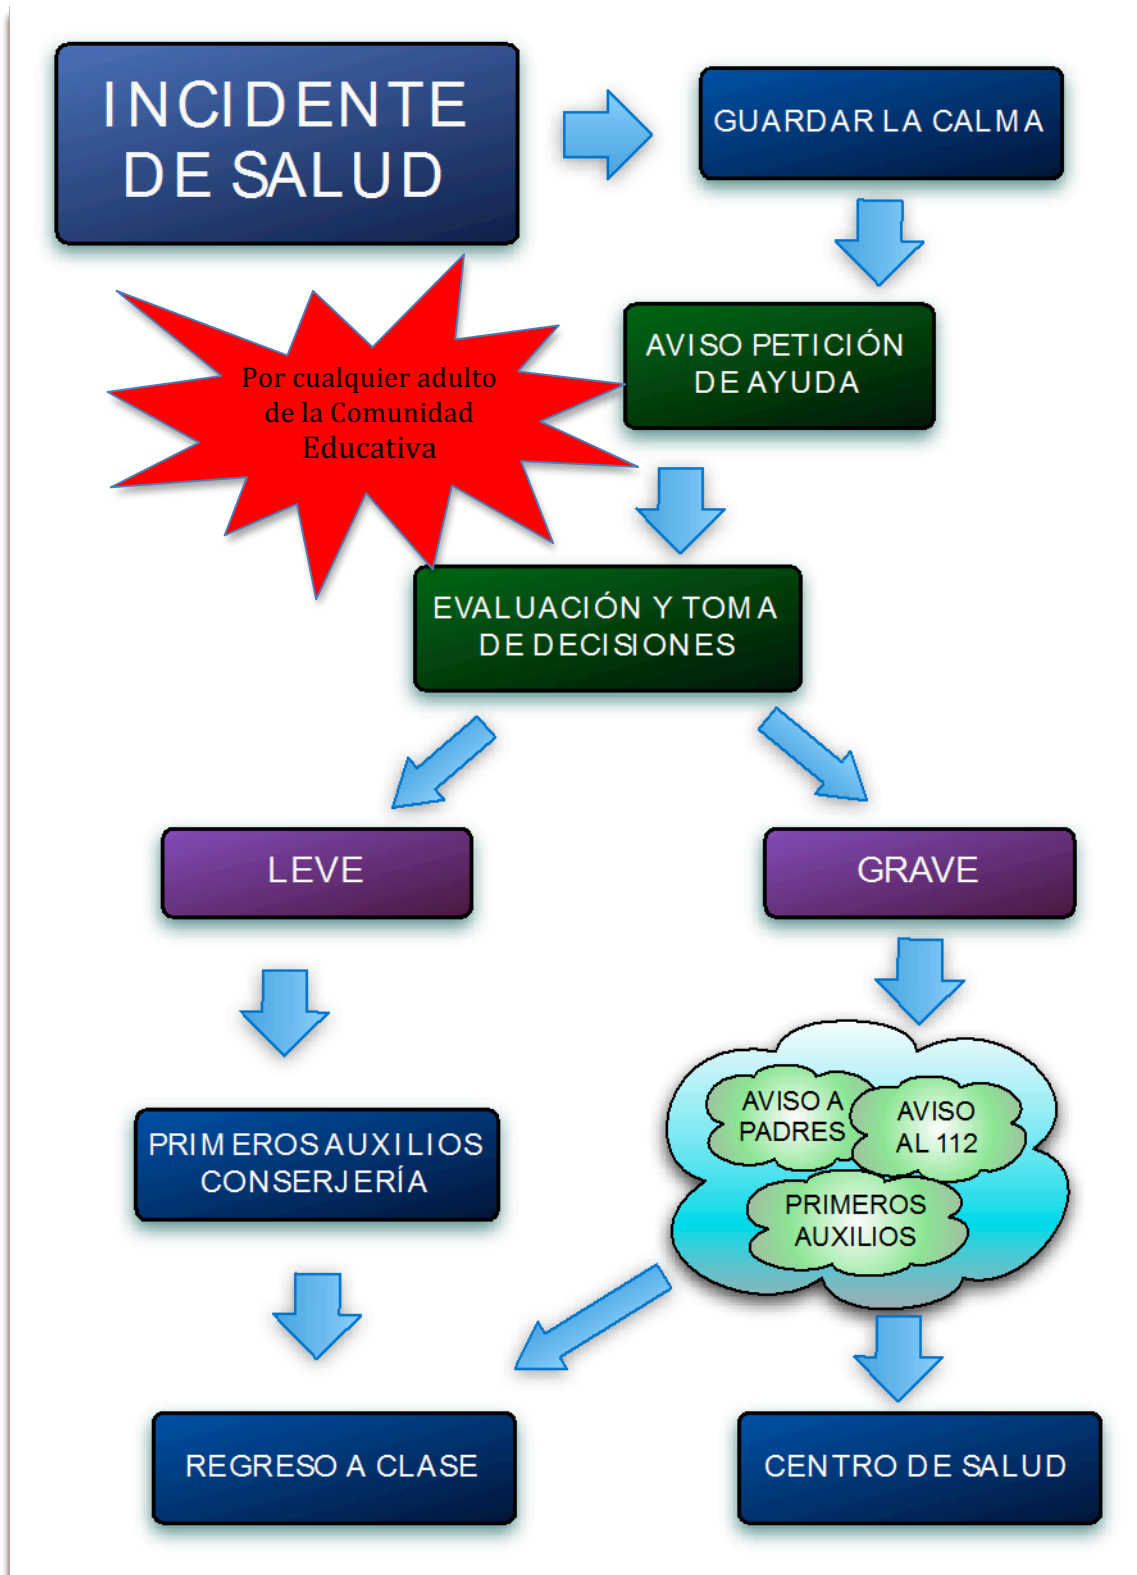 INCIDENTE
DE SALUD
GUARDAR LA CALMA
AVISO PETICIÓN
DE AYUDA
Por cualquier adulto
de la Comunidad
Educativa
EVALUACIÓN Y TOMA
DE DECISIONES
LEVE
GRAVE
AVISO A
PADRES
AVISO
AL 112
PRIMEROS
AUXILIOS
PRIMEROS AUXILIOS
CONSERJERÍA
REGRESO A CLASE
CENTRO DE SALUD